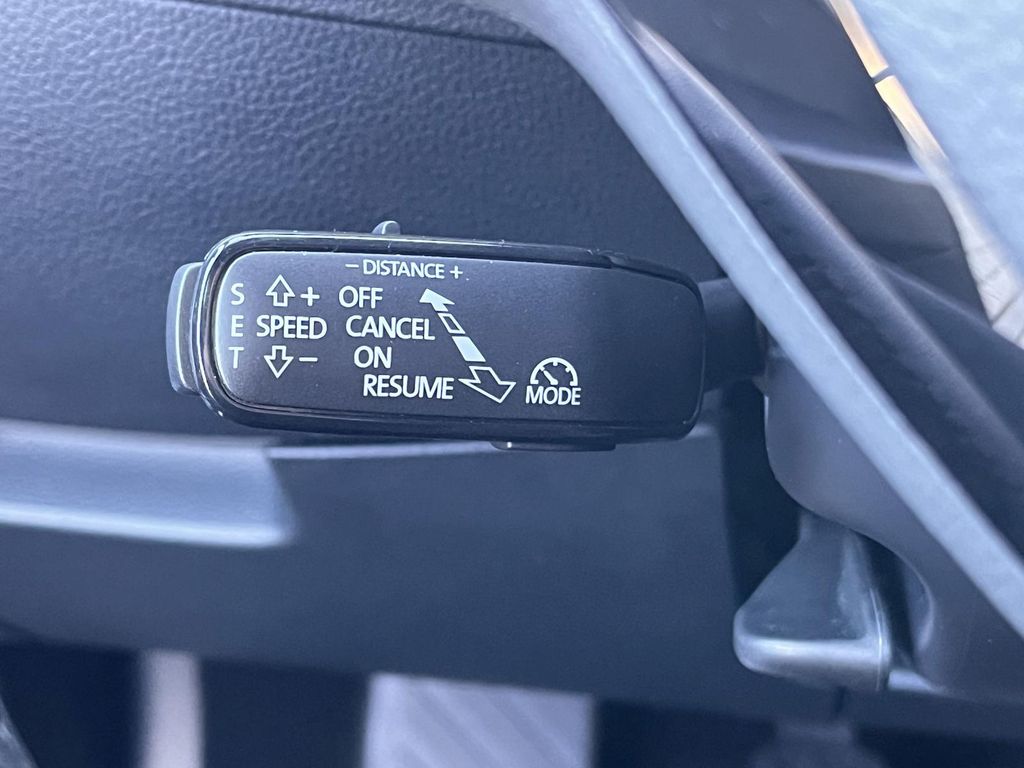 − DISTANCE +
S + OFF
E SPEED CANCEL
T − ON
RESUME
MODE